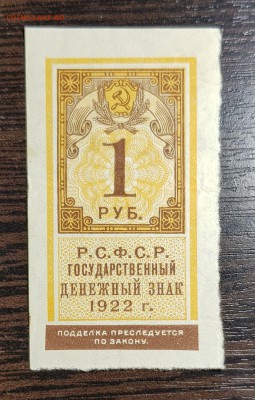 1
РУБ.
Р.С.Ф.С.Р.
ГОСУДАРСТВЕННЫЙ
ДЕНЕЖНЫЙ ЗНАК
1922 г.
ПОДДЕЛКА ПРЕСЛЕДУЕТСЯ
ПО ЗАКОНУ.